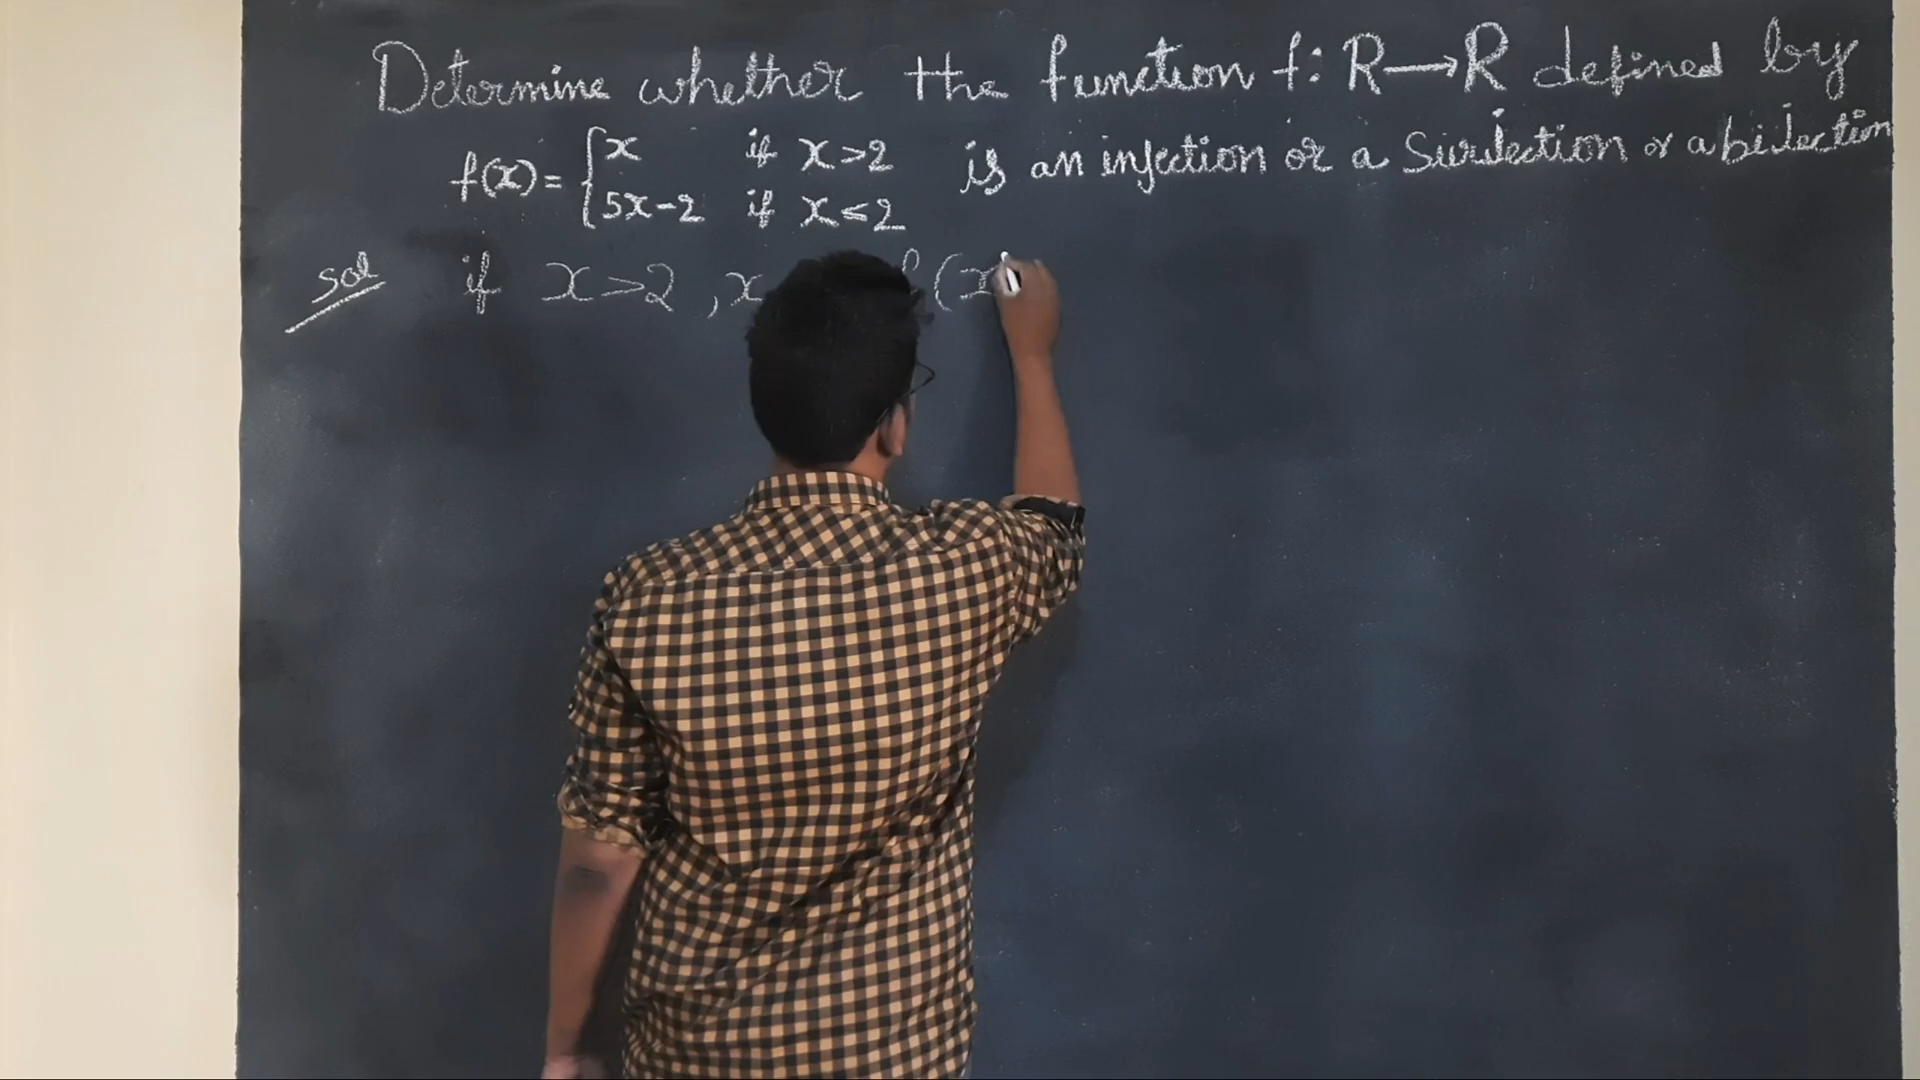 Determine whether the function f: R→R defined by
f(x) = { x if x>2 is an injection or a Surjection or a bijection
5x-2 if x≤2
sol if x>2 , x f(x